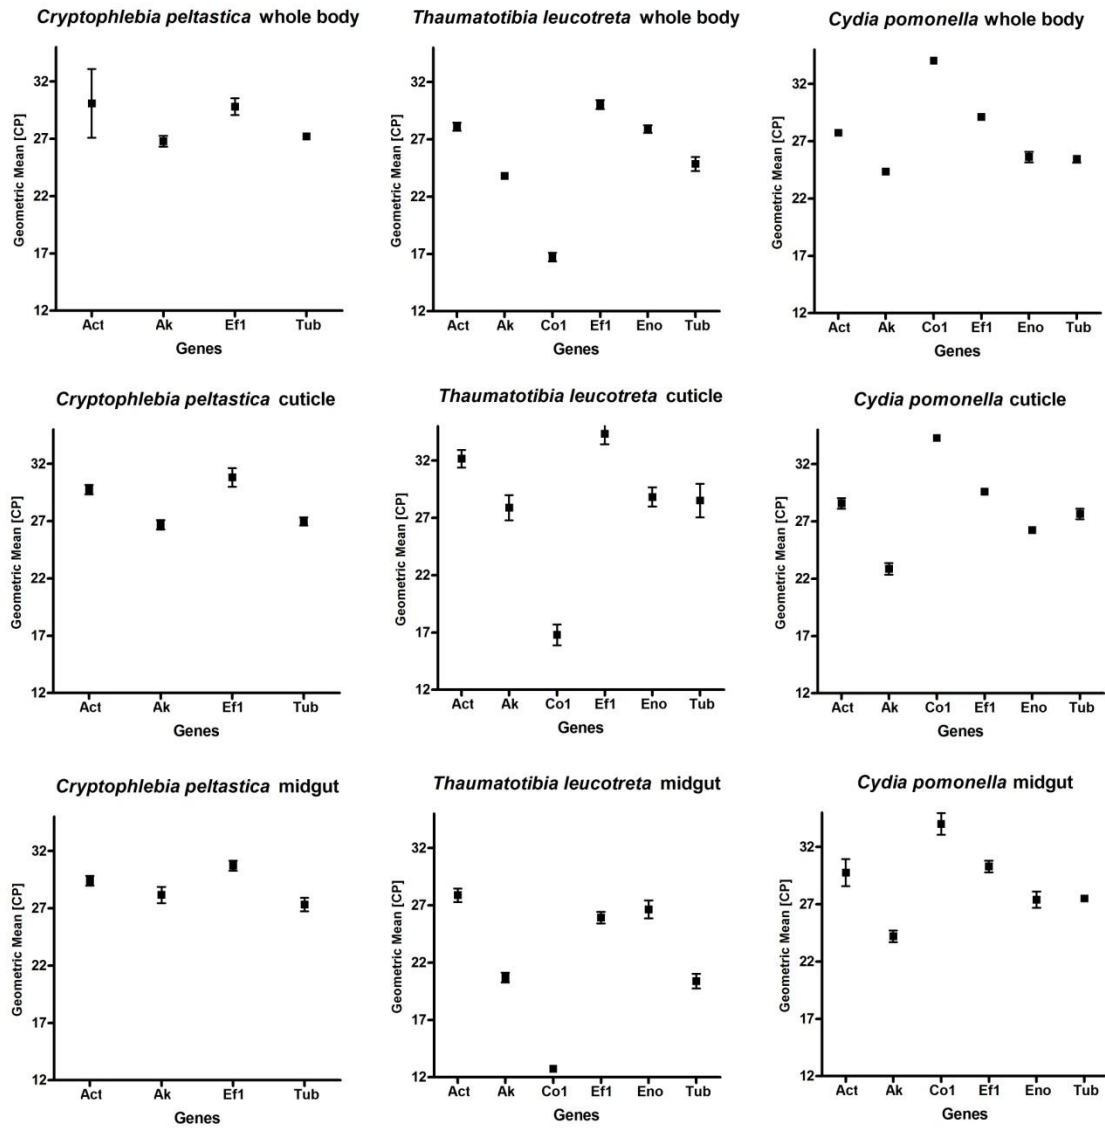 Cryptophlebia peltastica whole body
Geometric Mean [CP]
32
27
22
17
12
Act Ak Ef1 Tub
Genes
Thaumatotibia leucotreta whole body
Geometric Mean [CP]
32
27
22
17
12
Act Ak Co1 Ef1 Eno Tub
Genes
Cydia pomonella whole body
Geometric Mean [CP]
32
27
22
17
12
Act Ak Co1 Ef1 Eno Tub
Genes
Cryptophlebia peltastica cuticle
Geometric Mean [CP]
32
27
22
17
12
Act Ak Ef1 Tub
Genes
Thaumatotibia leucotreta cuticle
Geometric Mean [CP]
32
27
22
17
12
Act Ak Co1 Ef1 Eno Tub
Genes
Cydia pomonella cuticle
Geometric Mean [CP]
32
27
22
17
12
Act Ak Co1 Ef1 Eno Tub
Genes
Cryptophlebia peltastica midgut
Geometric Mean [CP]
32
27
22
17
12
Act Ak Ef1 Tub
Genes
Thaumatotibia leucotreta midgut
Geometric Mean [CP]
32
27
22
17
12
Act Ak Co1 Ef1 Eno Tub
Genes
Cydia pomonella midgut
Geometric Mean [CP]
32
27
22
17
12
Act Ak Co1 Ef1 Eno Tub
Genes